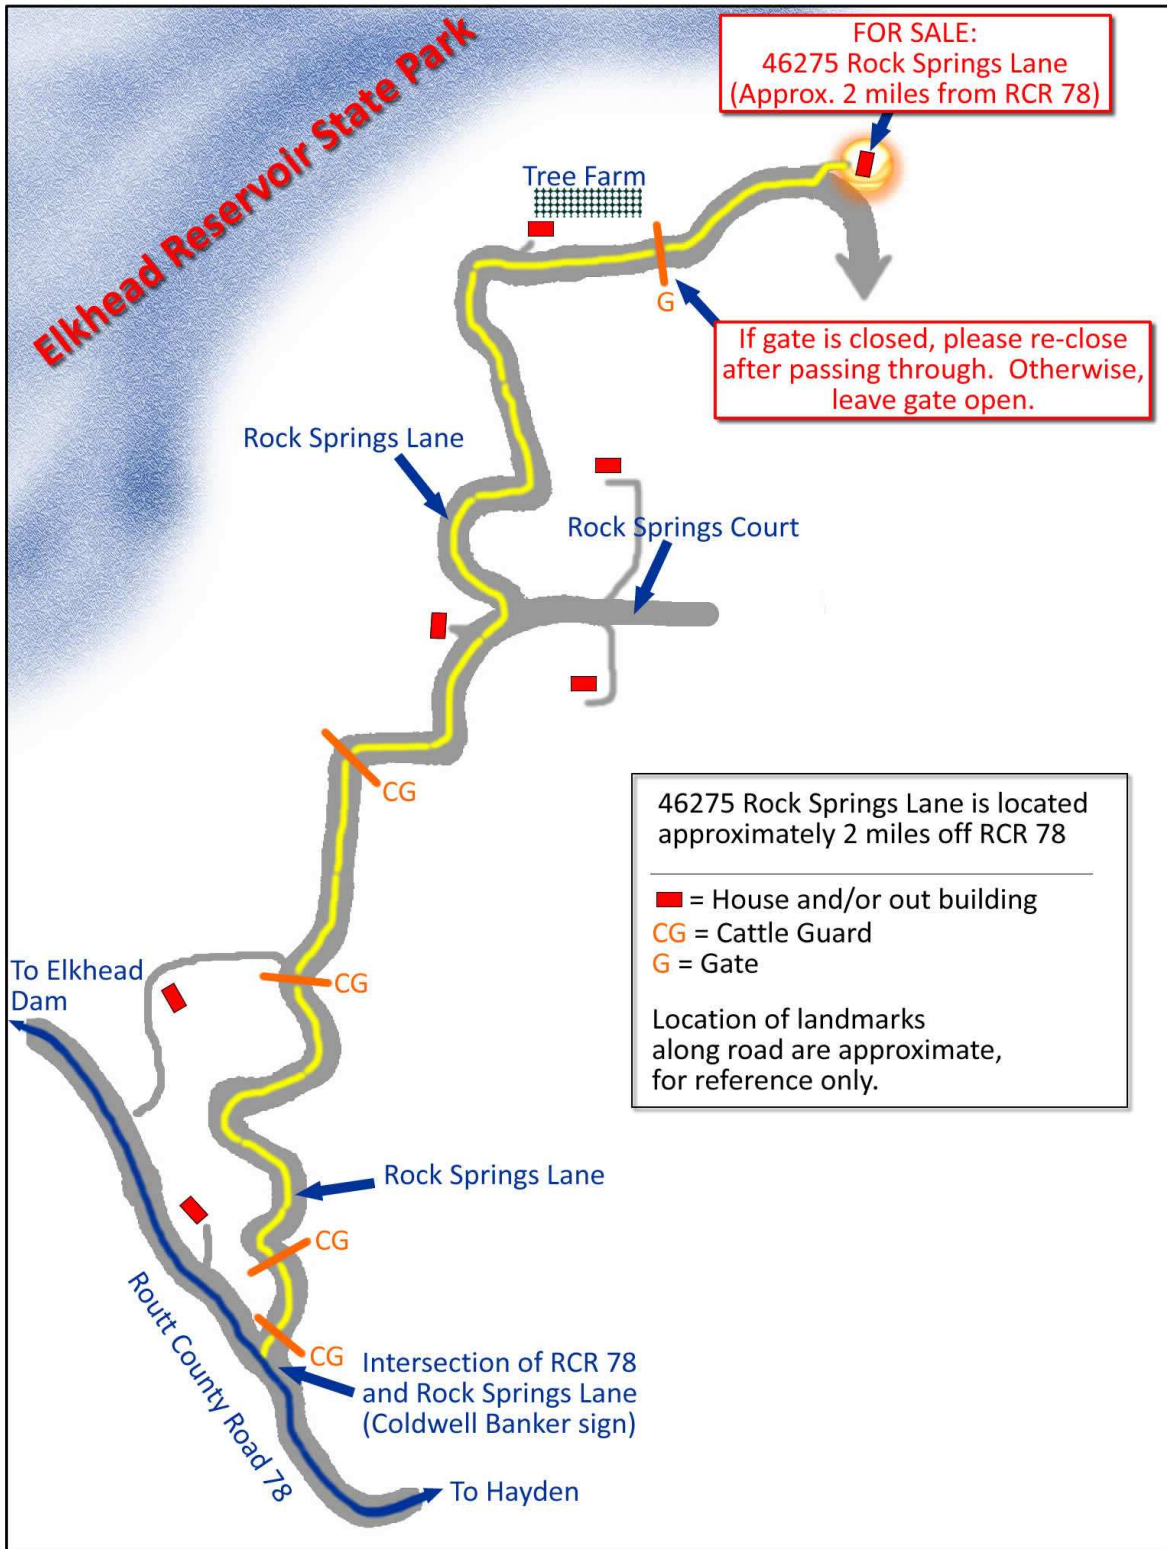 Elkhead Reservoir State Park
FOR SALE:
46275 Rock Springs Lane
(Approx. 2 miles from RCR 78)
Tree Farm
G
If gate is closed, please re-close
after passing through.  Otherwise,
leave gate open.
Rock Springs Lane
Rock Springs Court
CG
46275 Rock Springs Lane is located
approximately 2 miles off RCR 78
= House and/or out building
CG = Cattle Guard
G = Gate
Location of landmarks
along road are approximate,
for reference only.
To Elkhead
Dam
CG
Rock Springs Lane
CG
CG
Routt County Road 78
Intersection of RCR 78
and Rock Springs Lane
(Coldwell Banker sign)
To Hayden